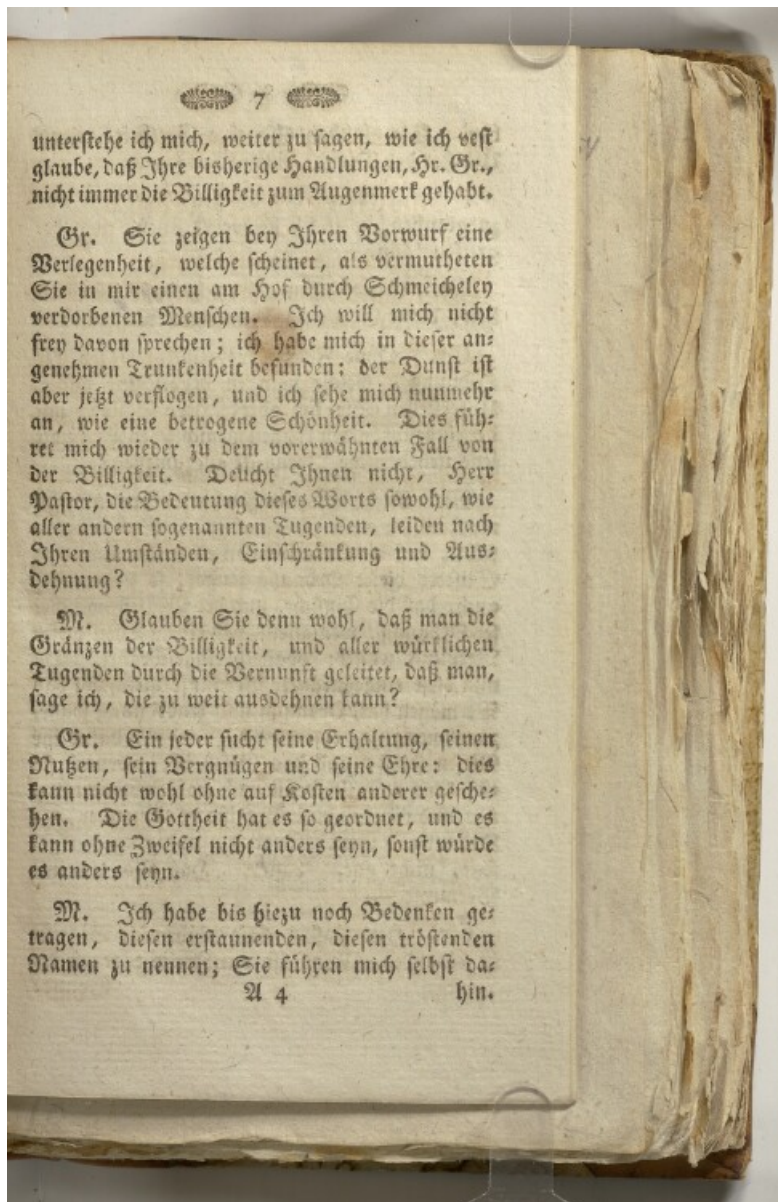 7
unterstehe ich mich, weiter zu sagen, wie ich vest
glaube, daß Ihre bisherige Handlungen, Hr. Gr.,
nicht immer die Billigkeit zum Augenmerk gehabt.
Gr. Sie zeigen bey Ihren Vorwurf eine
Verlegenheit, welche scheinet, als vermutheten
Sie in mir einen am Hof durch Schmeicheley
verdorbenen Menschen. Ich will mich nicht
frey davon sprechen; ich habe mich in dieser an-
genehmen Trunkenheit befunden: der Dunst ist
aber jetzt verflogen, und ich sehe mich nunmehr
an, wie eine betrogene Schönheit. Dies füh-
ret mich wieder zu dem vorerwähnten Fall von
der Billigkeit. Deucht Ihnen nicht, Herr
Pastor, die Bedeutung dieses Worts sowohl, wie
aller andern sogenannten Tugenden, leiden nach
Ihren Umständen, Einschränkung und Aus-
dehnung?
M. Glauben Sie denn wohl, daß man die
Gränzen der Billigkeit, und aller würklichen
Tugenden durch die Vernunft geleitet, daß man,
sage ich, die zu weit ausdehnen kann?
Gr. Ein jeder sucht seine Erhaltung, seinen
Nutzen, sein Vergnügen und seine Ehre: dies
kann nicht wohl ohne auf Kosten anderer gesche-
hen. Die Gottheit hat es so geordnet, und es
kann ohne Zweifel nicht anders seyn, sonst würde
es anders seyn.
M. Ich habe bis hiezu noch Bedenken ge-
tragen, diesen erstaunenden, diesen tröstenden
Namen zu nennen; Sie führen mich selbst da-
A 4 hin.